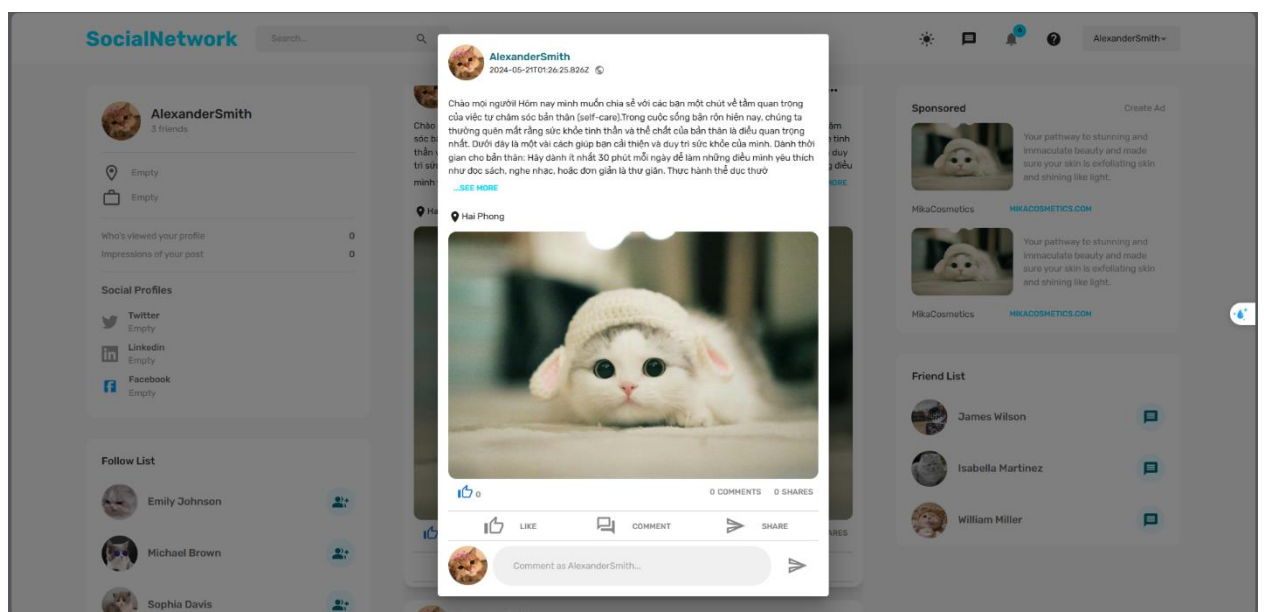 SocialNetwork
Search...
4
AlexanderSmith
AlexanderSmith
3 friends
Empty
Empty
Who's viewed your profile 0
Impressions of your post 0
Social Profiles
Twitter
Empty
Linkedin
Empty
Facebook
Empty
Follow List
Emily Johnson
Michael Brown
Sophia Davis
AlexanderSmith
2024-05-21T01:26:25.826Z
Chào mọi người! Hôm nay mình muốn chia sẻ với các bạn một chút về tầm quan trọng
của việc tự chăm sóc bản thân (self-care).Trong cuộc sống bận rộn hiện nay, chúng ta
thường quên mất rằng sức khỏe tinh thần và thể chất của bản thân là điều quan trọng
nhất. Dưới đây là một vài cách giúp bạn cải thiện và duy trì sức khỏe của mình. Dành thời
gian cho bản thân: Hãy dành ít nhất 30 phút mỗi ngày để làm những điều mình yêu thích
như đọc sách, nghe nhạc, hoặc đơn giản là thư giãn. Thực hành thể dục thườ
...SEE MORE
Hai Phong
0
0 COMMENTS 0 SHARES
LIKE COMMENT SHARE
Comment as AlexanderSmith...
Sponsored Create Ad
Your pathway to stunning and
immaculate beauty and made
sure your skin is exfoliating skin
and shining like light.
MikaCosmetics MIKACOSMETICS.COM
Your pathway to stunning and
immaculate beauty and made
sure your skin is exfoliating skin
and shining like light.
MikaCosmetics MIKACOSMETICS.COM
Friend List
James Wilson
Isabella Martinez
William Miller